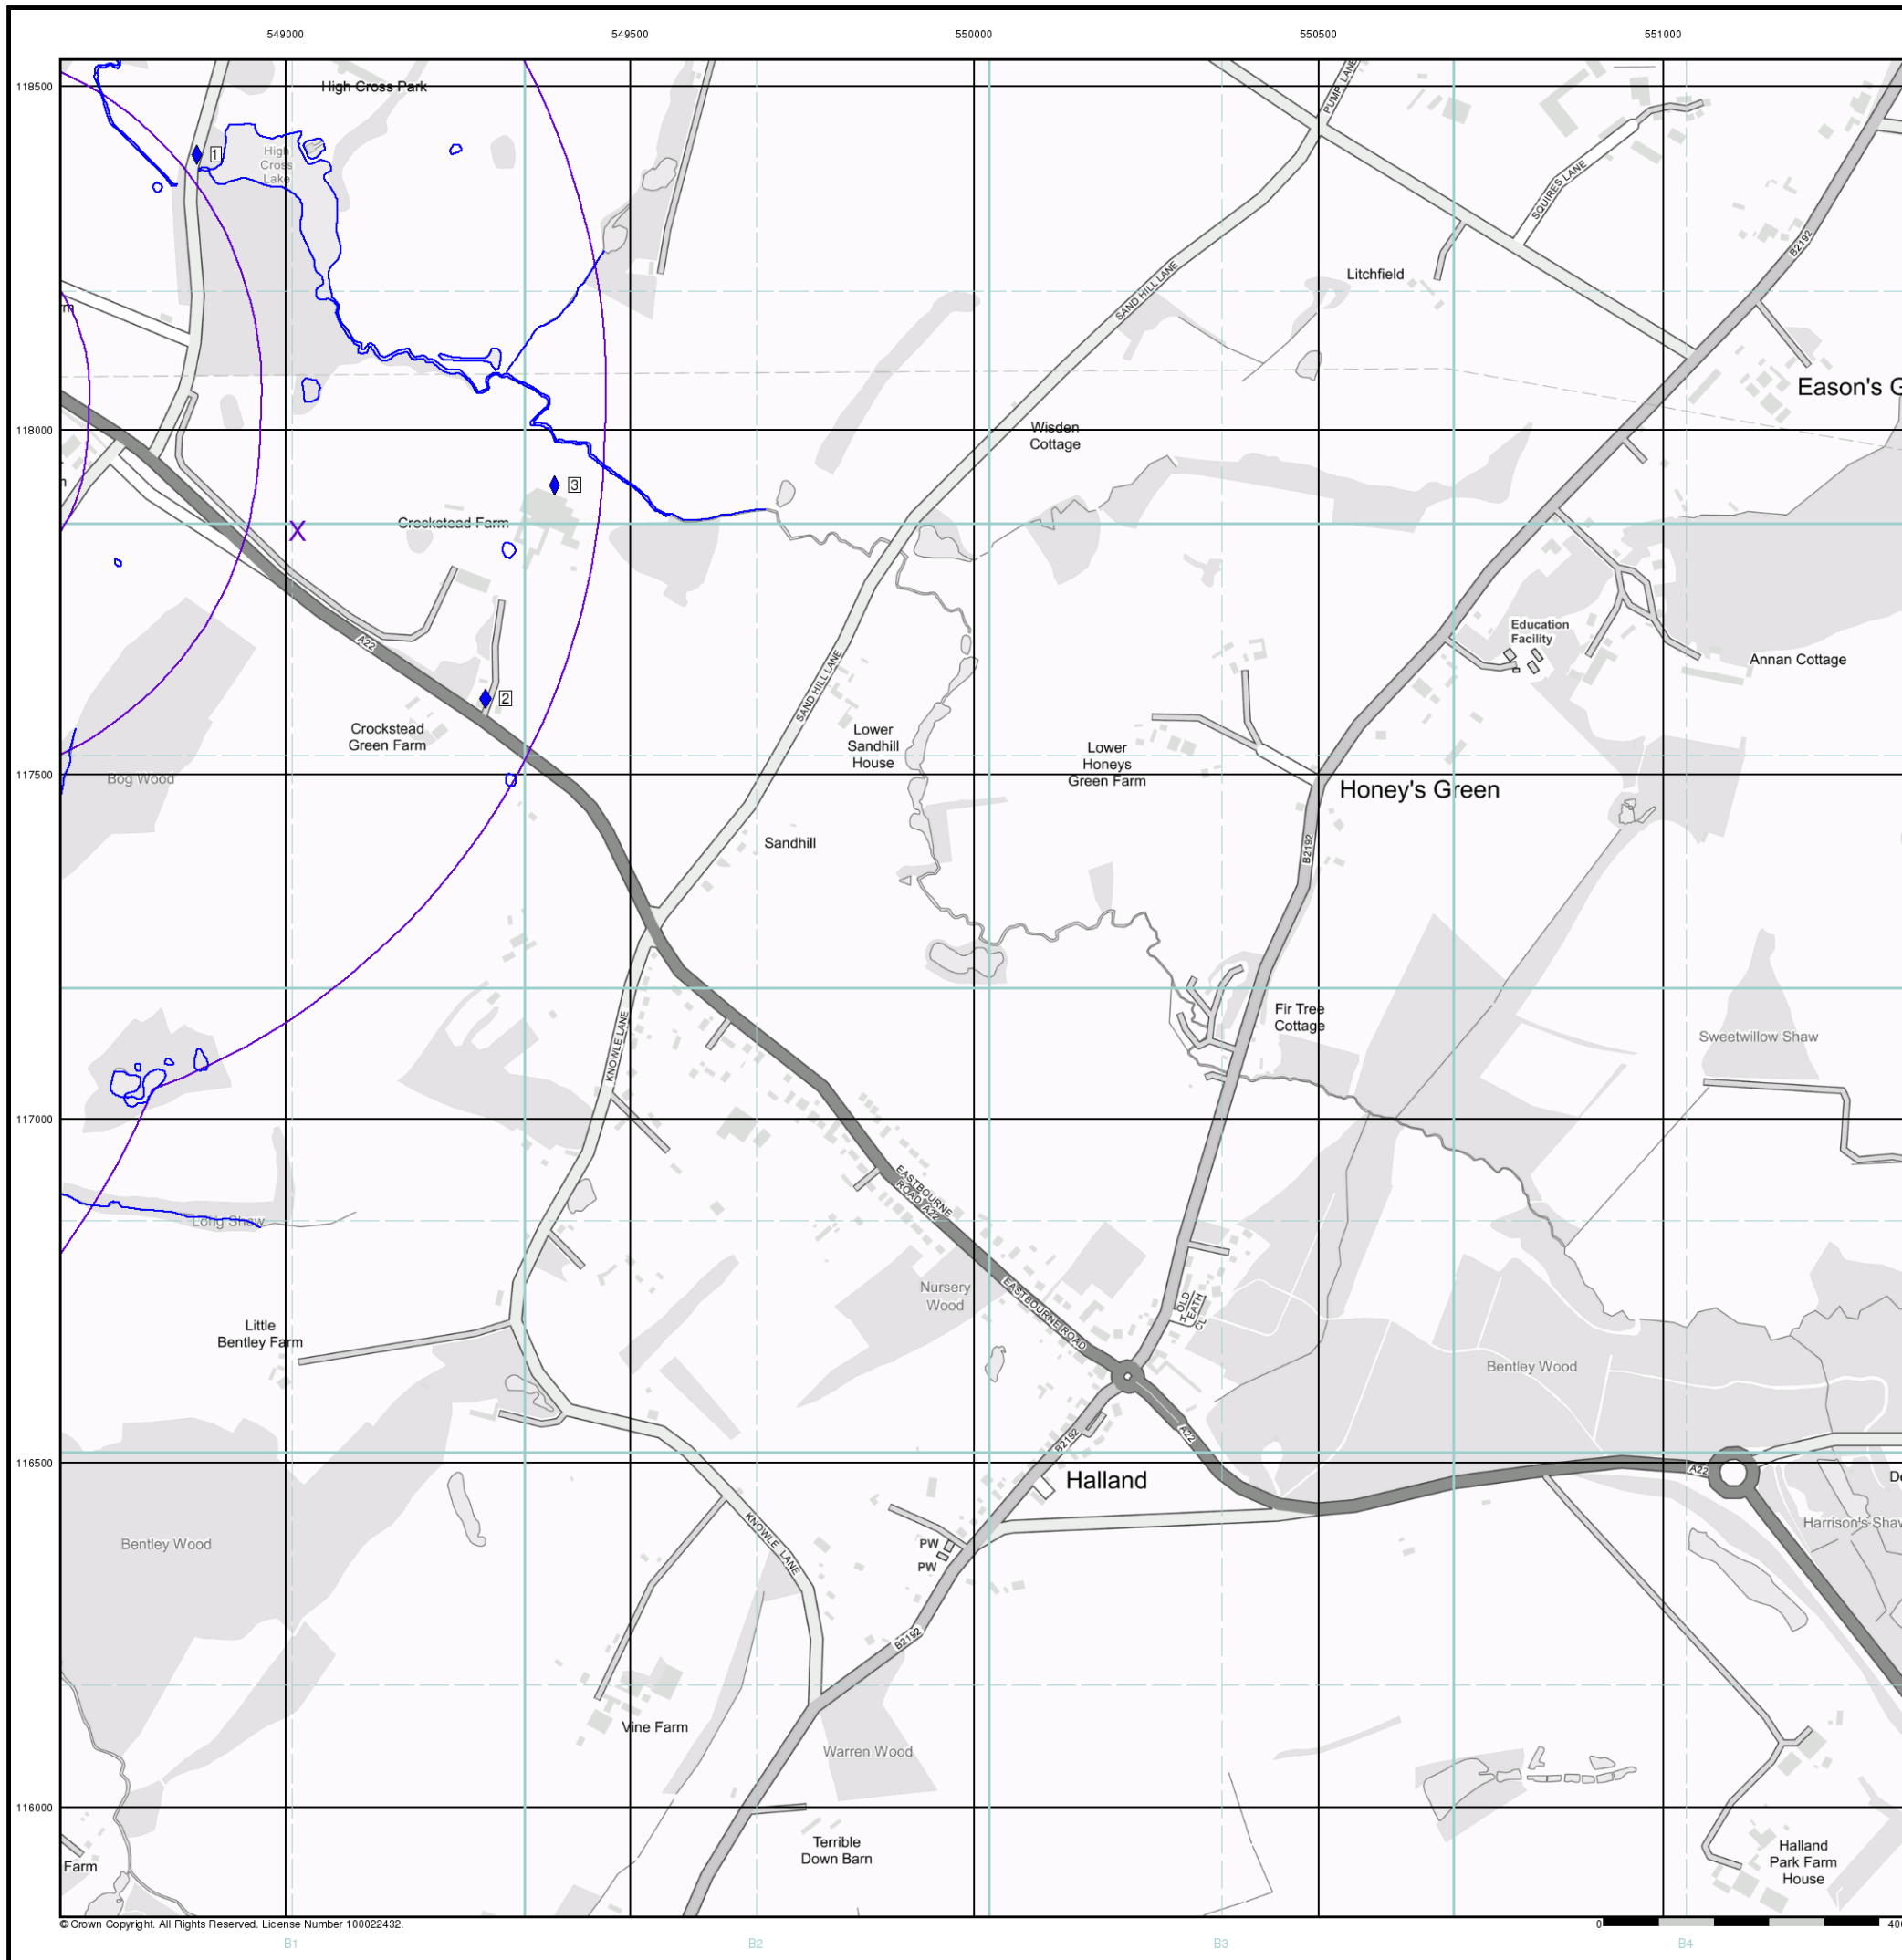 549000
549500
550000
550500
551000
118500
118000
117500
117000
116500
116000
High Cross Park
High
Cross
Lake
1
PUMP LANE
SQUIRES LANE
B2192
Litchfield
SAND HILL LANE
Eason's G
Wisden
Cottage
3
Crockstead Farm
X
A22
Education
Facility
Annan Cottage
2
SAND HILL LANE
Crockstead
Green Farm
Lower
Sandhill
House
Lower
Honeys
Green Farm
Bog Wood
Honey's Green
Sandhill
B2192
Fir Tree
Cottage
Sweetwillow Shaw
KNOWLE LANE
EASTBOURNE
ROAD A22
Long Shaw
Nursery
Wood
EASTBOURNE ROAD
OLD
HEATH
CL
Little
Bentley Farm
Bentley Wood
A22
B2192
Halland
A22
De
Bentley Wood
KNOWLE LANE
PW
PW
Harrison's Shaw
B2192
Vine Farm
Warren Wood
Terrible
Down Barn
Farm
Halland
Park Farm
House
© Crown Copyright. All Rights Reserved. License Number 100022432.
0
400
B1
B2
B3
B4